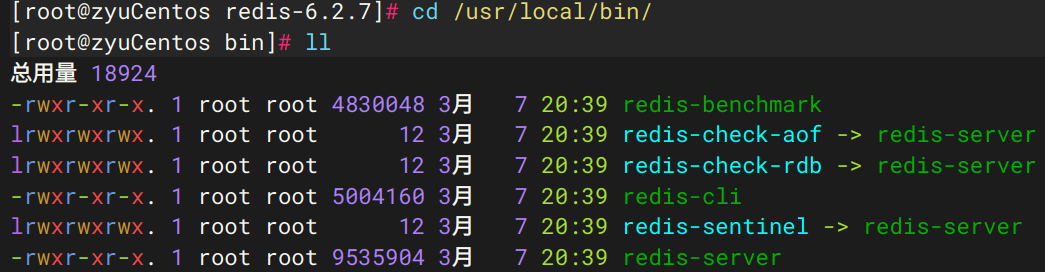 [root@zyuCentos redis-6.2.7]# cd /usr/local/bin/
[root@zyuCentos bin]# ll
总用量 18924
-rwxr-xr-x. 1 root root 4830048 3月   7 20:39 redis-benchmark
lrwxrwxrwx. 1 root root      12 3月   7 20:39 redis-check-aof -> redis-server
lrwxrwxrwx. 1 root root      12 3月   7 20:39 redis-check-rdb -> redis-server
-rwxr-xr-x. 1 root root 5004160 3月   7 20:39 redis-cli
lrwxrwxrwx. 1 root root      12 3月   7 20:39 redis-sentinel -> redis-server
-rwxr-xr-x. 1 root root 9535904 3月   7 20:39 redis-server